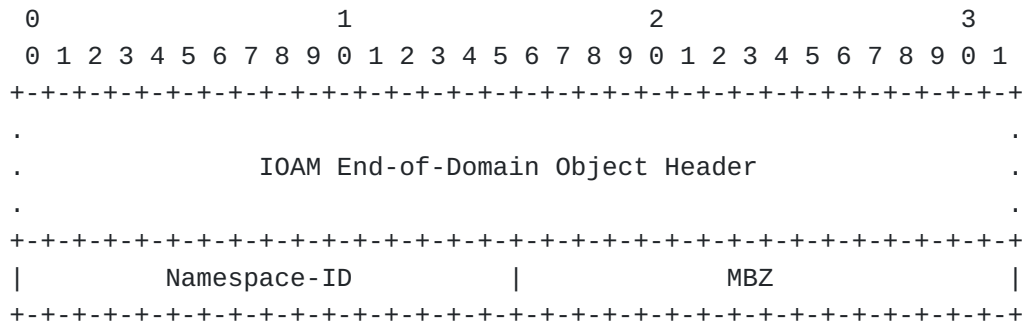 0                   1                   2                   3
 0 1 2 3 4 5 6 7 8 9 0 1 2 3 4 5 6 7 8 9 0 1 2 3 4 5 6 7 8 9 0 1
+-+-+-+-+-+-+-+-+-+-+-+-+-+-+-+-+-+-+-+-+-+-+-+-+-+-+-+-+-+-+-+-+
.                                                               .
.               IOAM End-of-Domain Object Header                .
.                                                               .
+-+-+-+-+-+-+-+-+-+-+-+-+-+-+-+-+-+-+-+-+-+-+-+-+-+-+-+-+-+-+-+-+
|         Namespace-ID          |             MBZ               |
+-+-+-+-+-+-+-+-+-+-+-+-+-+-+-+-+-+-+-+-+-+-+-+-+-+-+-+-+-+-+-+-+